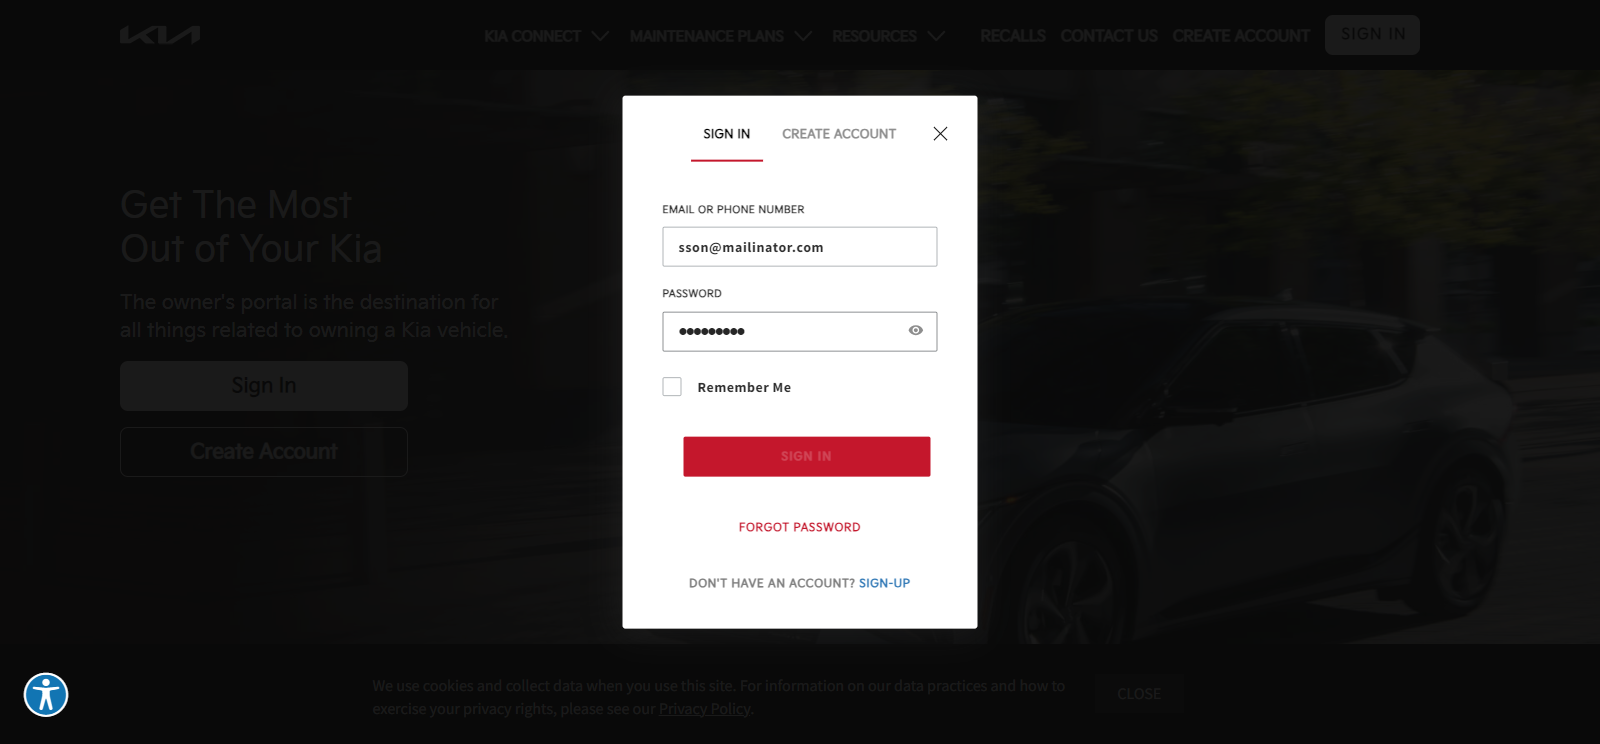 KIA
KIA CONNECT
MAINTENANCE PLANS
RESOURCES
RECALLS
CONTACT US
CREATE ACCOUNT
SIGN IN
Get The Most
Out of Your Kia
The owner's portal is the destination for
all things related to owning a Kia vehicle.
Sign In
Create Account
SIGN IN
CREATE ACCOUNT
EMAIL OR PHONE NUMBER
sson@mailinator.com
PASSWORD
●●●●●●●●●
Remember Me
SIGN IN
FORGOT PASSWORD
DON'T HAVE AN ACCOUNT? SIGN-UP
We use cookies and collect data when you use this site. For information on our data practices and how to
exercise your privacy rights, please see our Privacy Policy.
CLOSE